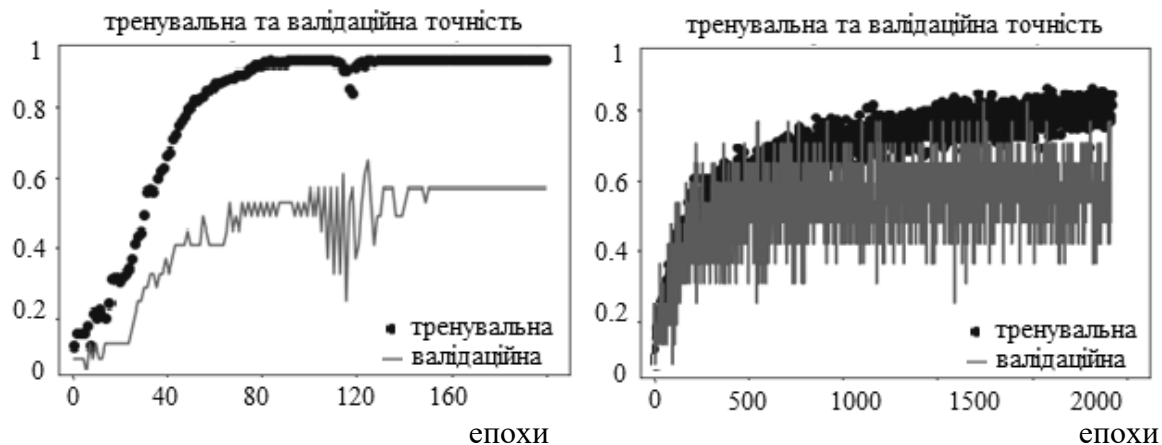 тренувальна та валідаційна точність
1
0.8
0.6
0.4
0.2
0
тренувальна
валідаційна
0 40 80 120 160
епохи
тренувальна та валідаційна точність
1
0.8
0.6
0.4
0.2
0
тренувальна
валідаційна
0 500 1000 1500 2000
епохи